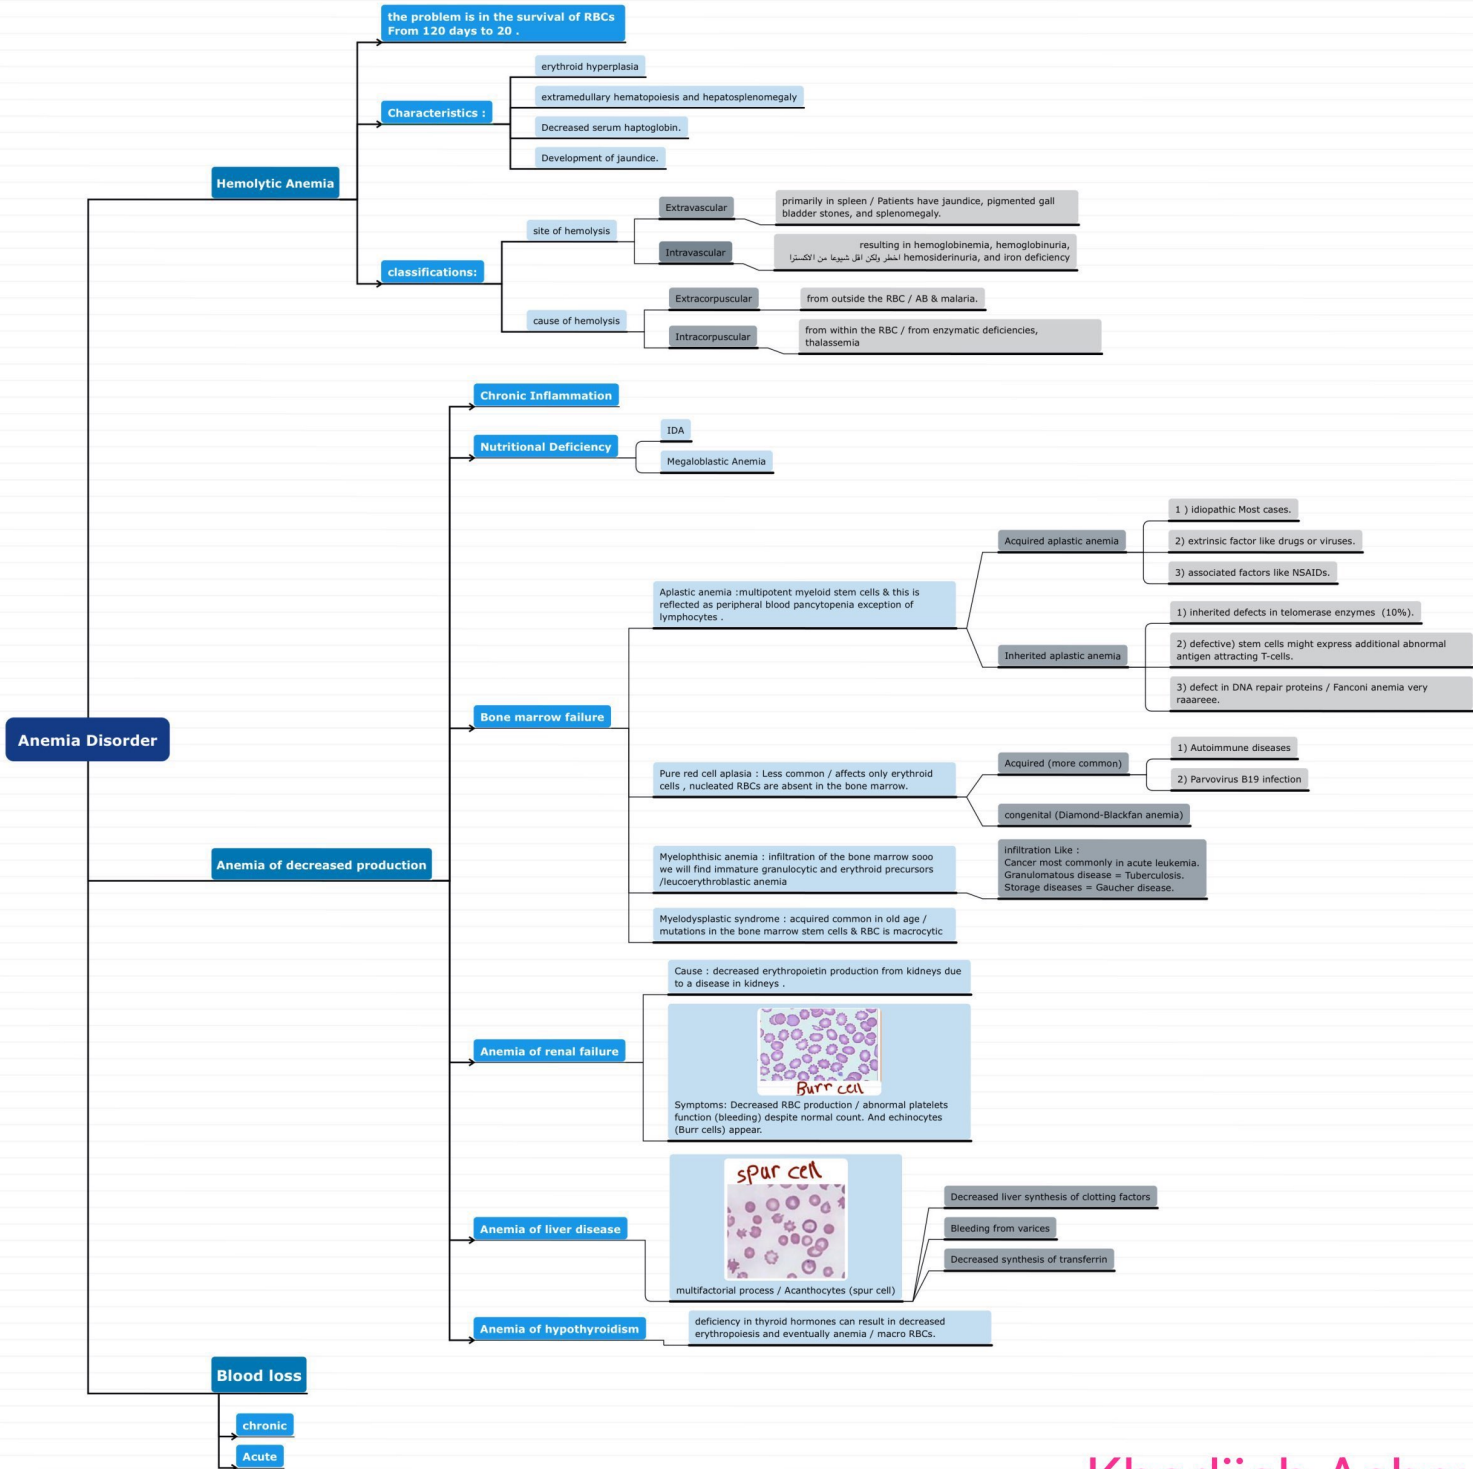 the problem is in the survival of RBCs
From 120 days to 20 .
erythroid hyperplasia
extramedullary hematopoiesis and hepatosplenomegaly
Characteristics :
Decreased serum haptoglobin.
Development of jaundice.
Hemolytic Anemia
Extravascular
primarily in spleen / Patients have jaundice, pigmented gall
bladder stones, and splenomegaly.
site of hemolysis
Intravascular
resulting in hemoglobinemia, hemoglobinuria,
hemosiderinuria, and iron deficiency اخطر ولكن اقل شيوعا من الاكسترا
classifications:
Extracorpuscular
from outside the RBC / AB & malaria.
cause of hemolysis
Intracorpuscular
from within the RBC / from enzymatic deficiencies,
thalassemia
Chronic Inflammation
Nutritional Deficiency
IDA
Megaloblastic Anemia
1 ) idiopathic Most cases.
Acquired aplastic anemia
2) extrinsic factor like drugs or viruses.
3) associated factors like NSAIDs.
Aplastic anemia :multipotent myeloid stem cells & this is
reflected as peripheral blood pancytopenia exception of
lymphocytes .
1) inherited defects in telomerase enzymes (10%).
Inherited aplastic anemia
2) defective) stem cells might express additional abnormal
antigen attracting T-cells.
3) defect in DNA repair proteins / Fanconi anemia very
raaareee.
Bone marrow failure
Anemia Disorder
Pure red cell aplasia : Less common / affects only erythroid
cells , nucleated RBCs are absent in the bone marrow.
Acquired (more common)
1) Autoimmune diseases
2) Parvovirus B19 infection
congenital (Diamond-Blackfan anemia)
Anemia of decreased production
Myelophthisic anemia : infiltration of the bone marrow sooo
we will find immature granulocytic and erythroid precursors
/leucoerythroblastic anemia
infiltration Like :
Cancer most commonly in acute leukemia.
Granulomatous disease = Tuberculosis.
Storage diseases = Gaucher disease.
Myelodysplastic syndrome : acquired common in old age /
mutations in the bone marrow stem cells & RBC is macrocytic
Cause : decreased erythropoietin production from kidneys due
to a disease in kidneys .
Anemia of renal failure
Burr cell
Symptoms: Decreased RBC production / abnormal platelets
function (bleeding) despite normal count. And echinocytes
(Burr cells) appear.
spur cell
Anemia of liver disease
multifactorial process / Acanthocytes (spur cell)
Decreased liver synthesis of clotting factors
Bleeding from varices
Decreased synthesis of transferrin
Anemia of hypothyroidism
deficiency in thyroid hormones can result in decreased
erythropoiesis and eventually anemia / macro RBCs.
Blood loss
chronic
Acute